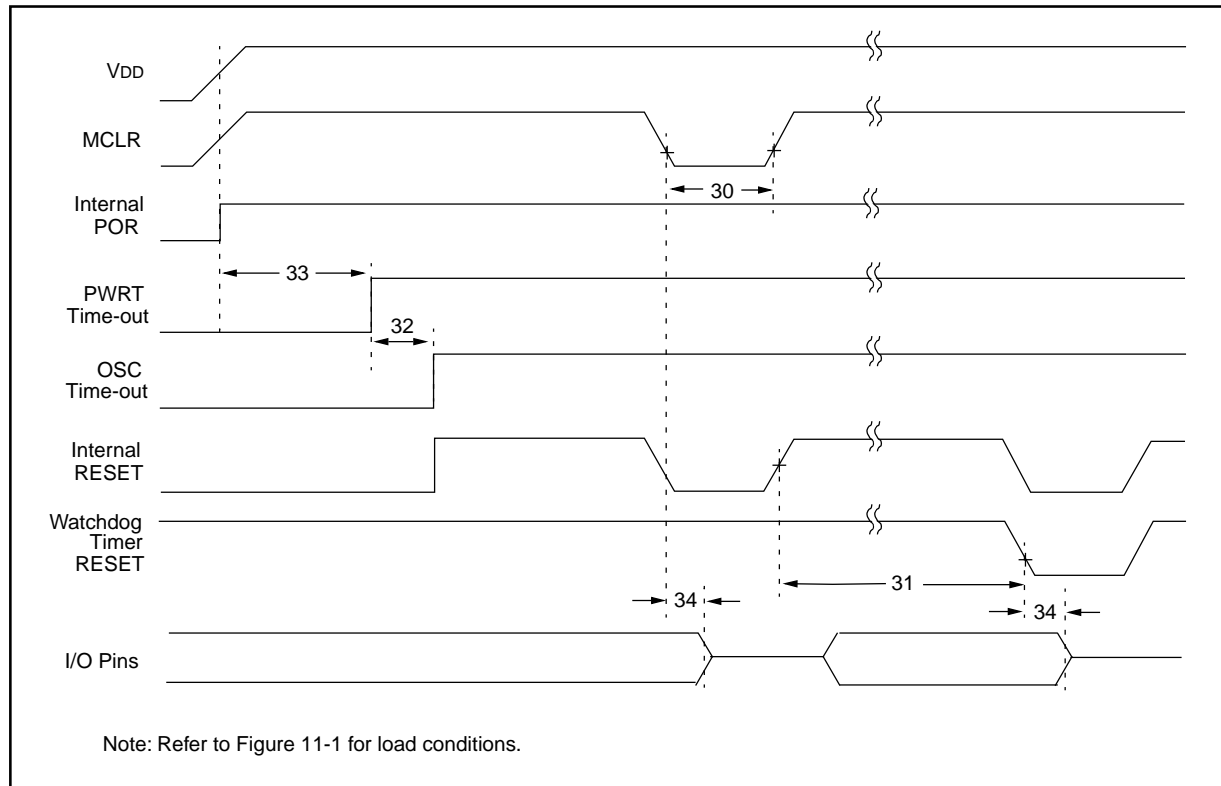 VDD
MCLR
30
Internal
POR
33
PWRT
Time-out
32
OSC
Time-out
Internal
RESET
Watchdog
Timer
RESET
31
34
34
I/O Pins
Note: Refer to Figure 11-1 for load conditions.